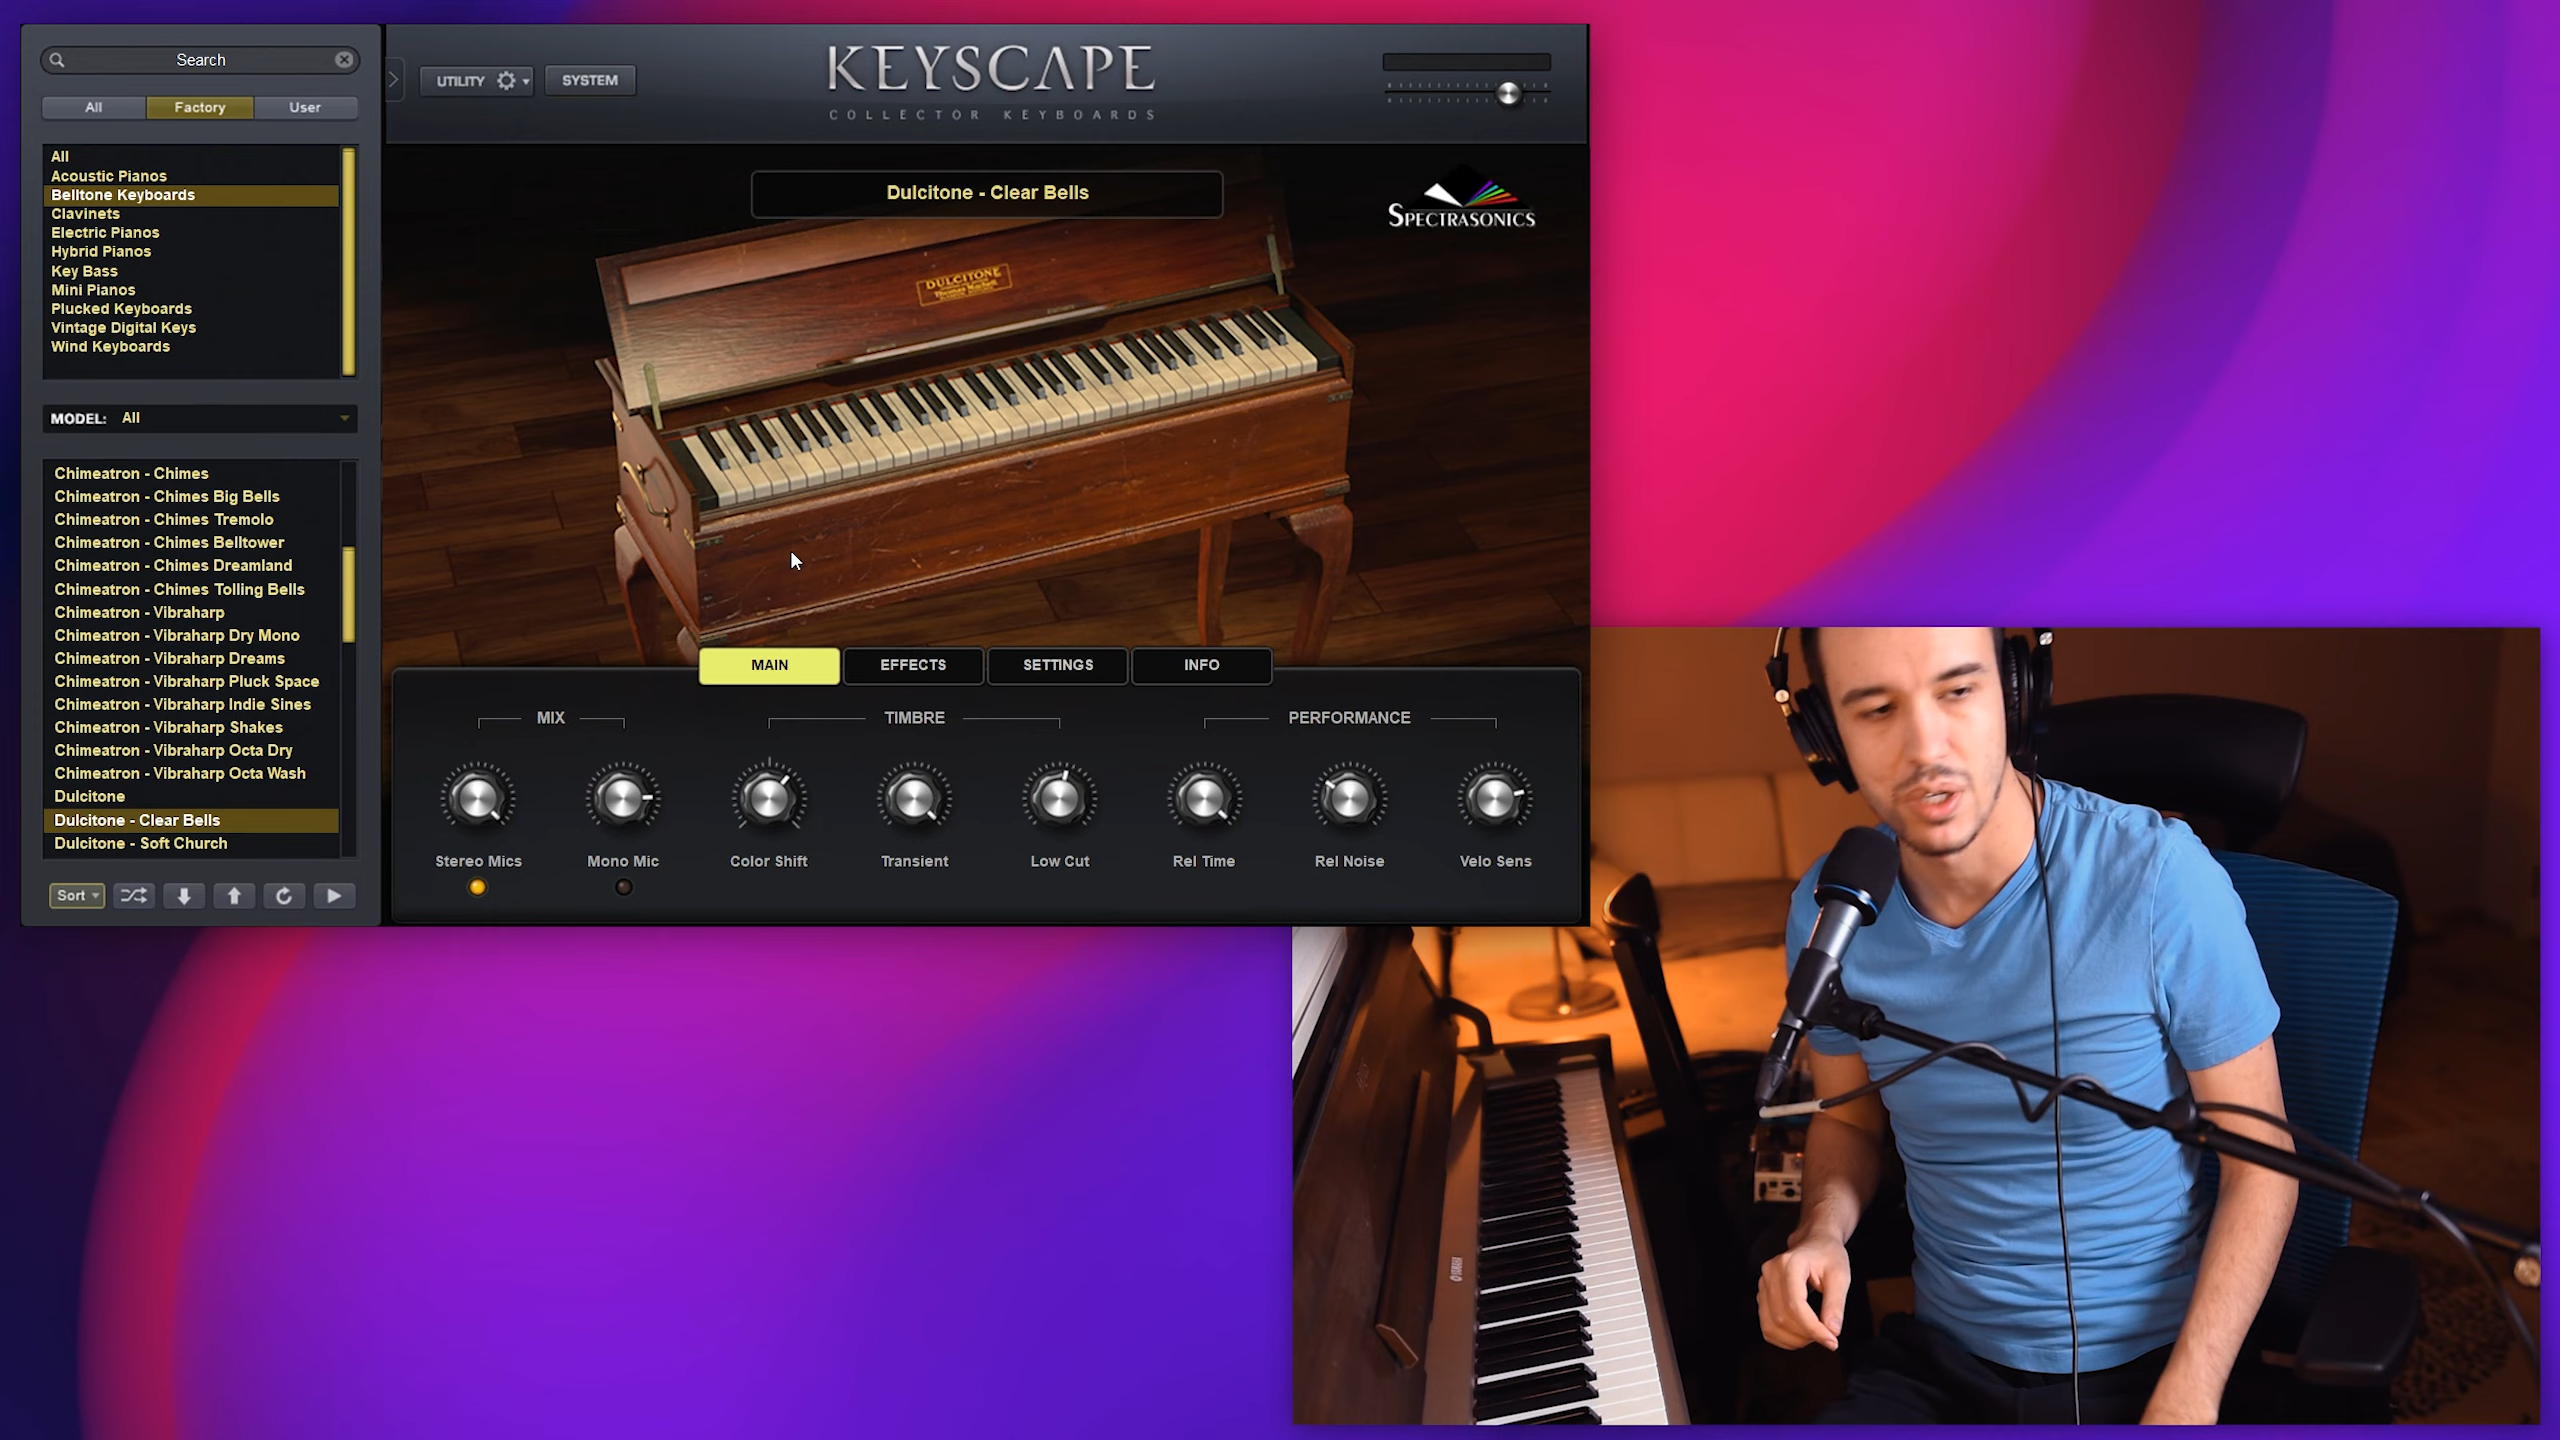 Search
All
Factory
User
All
Acoustic Pianos
Belltone Keyboards
Clavinets
Electric Pianos
Hybrid Pianos
Key Bass
Mini Pianos
Plucked Keyboards
Vintage Digital Keys
Wind Keyboards
MODEL: All
Chimeatron - Chimes
Chimeatron - Chimes Big Bells
Chimeatron - Chimes Tremolo
Chimeatron - Chimes Belltower
Chimeatron - Chimes Dreamland
Chimeatron - Chimes Tolling Bells
Chimeatron - Vibraharp
Chimeatron - Vibraharp Dry Mono
Chimeatron - Vibraharp Dreams
Chimeatron - Vibraharp Pluck Space
Chimeatron - Vibraharp Indie Sines
Chimeatron - Vibraharp Shakes
Chimeatron - Vibraharp Octa Dry
Chimeatron - Vibraharp Octa Wash
Dulcitone
Dulcitone - Clear Bells
Dulcitone - Soft Church
Sort
UTILITY
SYSTEM
KEYSCAPE
COLLECTOR KEYBOARDS
Dulcitone - Clear Bells
SPECTRASONICS
DULCITONE
Thomas Machell
MAIN
EFFECTS
SETTINGS
INFO
MIX
TIMBRE
PERFORMANCE
Stereo Mics
Mono Mic
Color Shift
Transient
Low Cut
Rel Time
Rel Noise
Velo Sens
YAMAHA